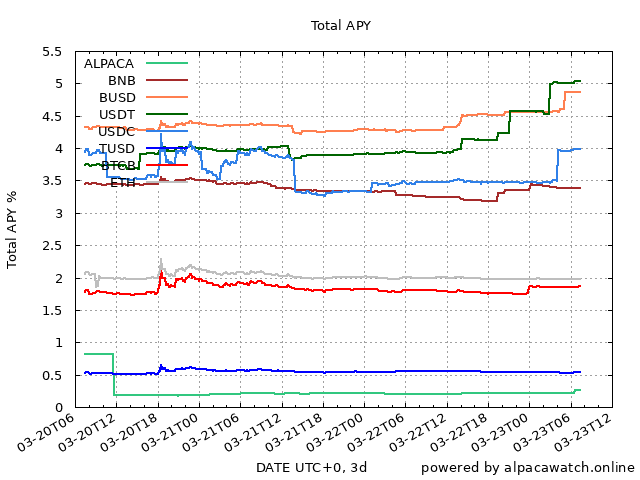 Total APY
5.5
5
4.5
4
3.5
3
2.5
2
1.5
1
0.5
0
Total APY %
ALPACA
BNB
BUSD
USDT
USDC
TUSD
BTCB
ETH
03-20T06
03-20T12
03-20T18
03-21T00
03-21T06
03-21T12
03-21T18
03-22T00
03-22T06
03-22T12
03-22T18
03-23T00
03-23T06
03-23T12
DATE UTC+0, 3d
powered by alpacawatch.online